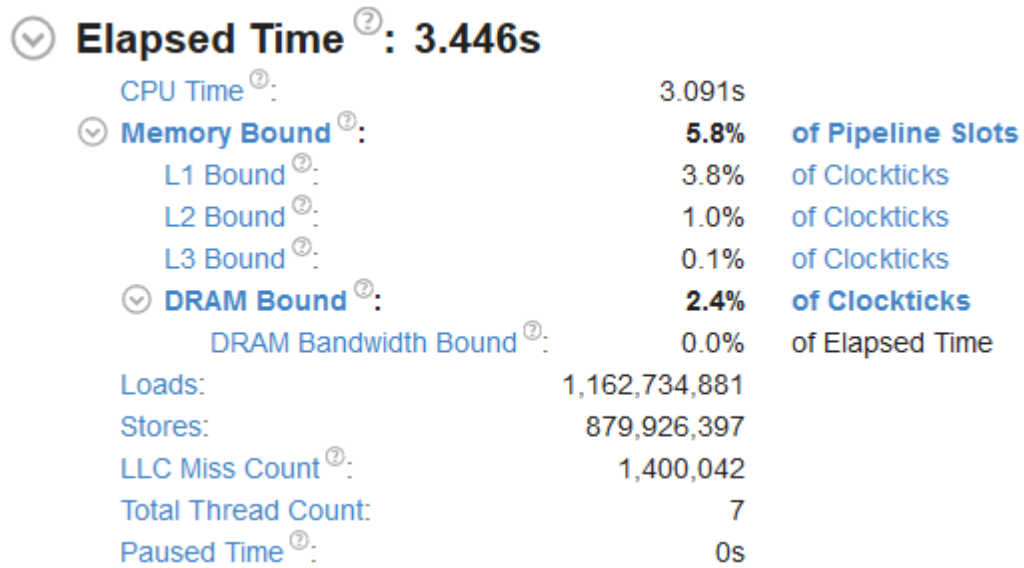 Elapsed Time ?: 3.446s
CPU Time ?: 3.091s
Memory Bound ?: 5.8% of Pipeline Slots
L1 Bound ?: 3.8% of Clockticks
L2 Bound ?: 1.0% of Clockticks
L3 Bound ?: 0.1% of Clockticks
DRAM Bound ?: 2.4% of Clockticks
DRAM Bandwidth Bound ?: 0.0% of Elapsed Time
Loads: 1,162,734,881
Stores: 879,926,397
LLC Miss Count ?: 1,400,042
Total Thread Count: 7
Paused Time ?: 0s